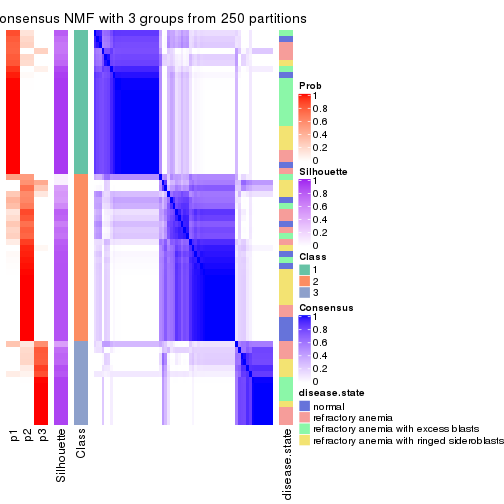 onsensus NMF with 3 groups from 250 partitions
Prob
1
0.8
0.6
0.4
0.2
0
Silhouette
1
0.8
0.6
0.4
0.2
0
Class
1
2
3
Consensus
1
0.8
0.6
0.4
0.2
0
disease.state
normal
refractory anemia
refractory anemia with excess blasts
refractory anemia with ringed sideroblasts
p1
p2
p3
Silhouette
Class
disease.state